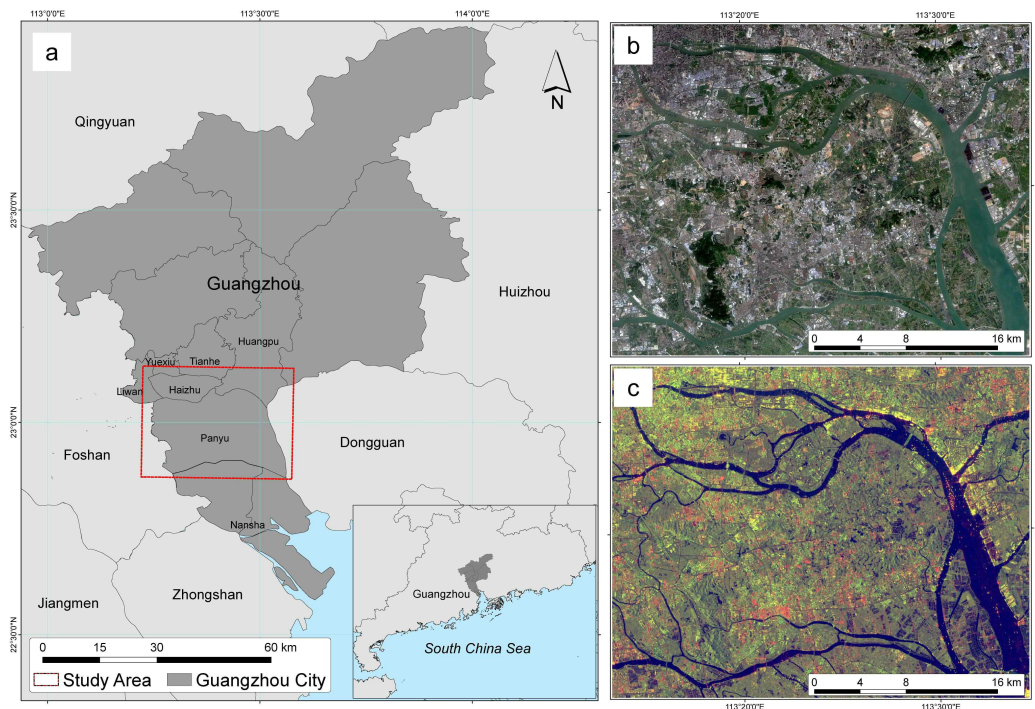 113°0'0"E
113°30'0"E
114°0'0"E
113°20'0"E
113°30'0"E
a
N
Qingyuan
23°30'0"N
Guangzhou
Huizhou
Huangpu
Yuexiu
Tianhe
Liwan
Haizhu
23°0'0"N
Panyu
Foshan
Dongguan
Nansha
Jiangmen
Zhongshan
22°30'0"N
0 15 30 60 km
Study Area
Guangzhou City
Guangzhou
South China Sea
b
0 4 8 16 km
c
0 4 8 16 km
113°20'0"E
113°30'0"E